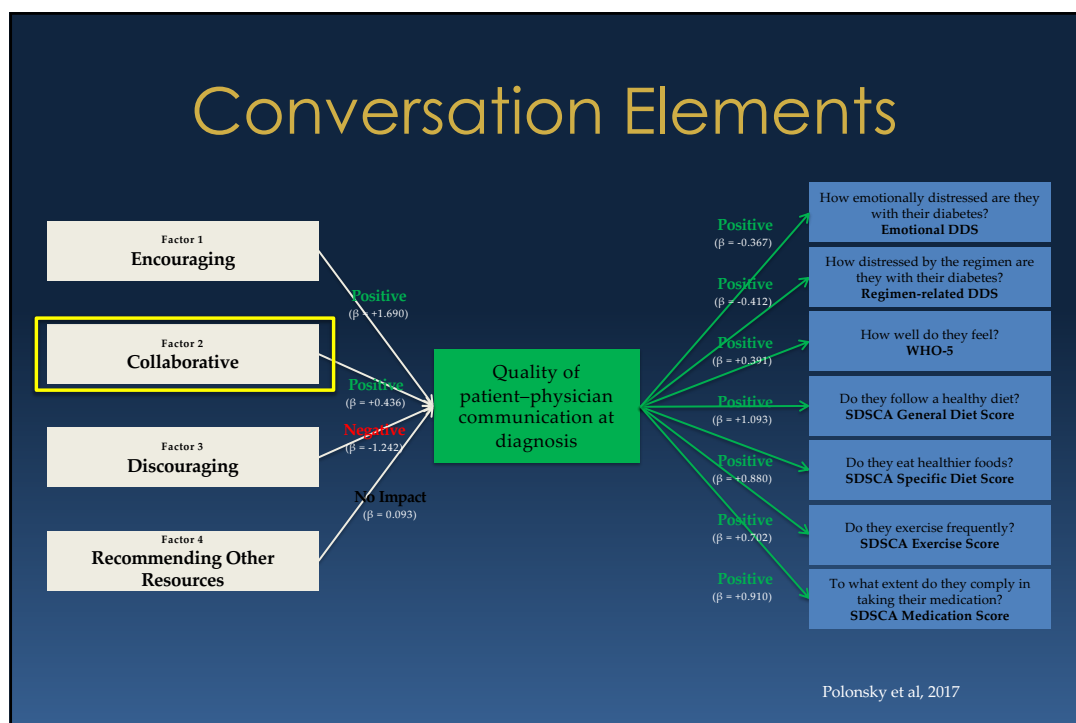 Conversation Elements
Factor 1
Encouraging
Factor 2
Collaborative
Factor 3
Discouraging
Factor 4
Recommending Other
Resources
Positive
(β = +1.690)
Positive
(β = +0.436)
Negative
(β = -1.242)
No Impact
(β = 0.093)
Quality of
patient–physician
communication at
diagnosis
Positive
(β = -0.367)
Positive
(β = -0.412)
Positive
(β = +0.391)
Positive
(β = +1.093)
Positive
(β = +0.880)
Positive
(β = +0.702)
Positive
(β = +0.910)
How emotionally distressed are they
with their diabetes?
Emotional DDS
How distressed by the regimen are
they with their diabetes?
Regimen-related DDS
How well do they feel?
WHO-5
Do they follow a healthy diet?
SDSCA General Diet Score
Do they eat healthier foods?
SDSCA Specific Diet Score
Do they exercise frequently?
SDSCA Exercise Score
To what extent do they comply in
taking their medication?
SDSCA Medication Score
Polonsky et al, 2017